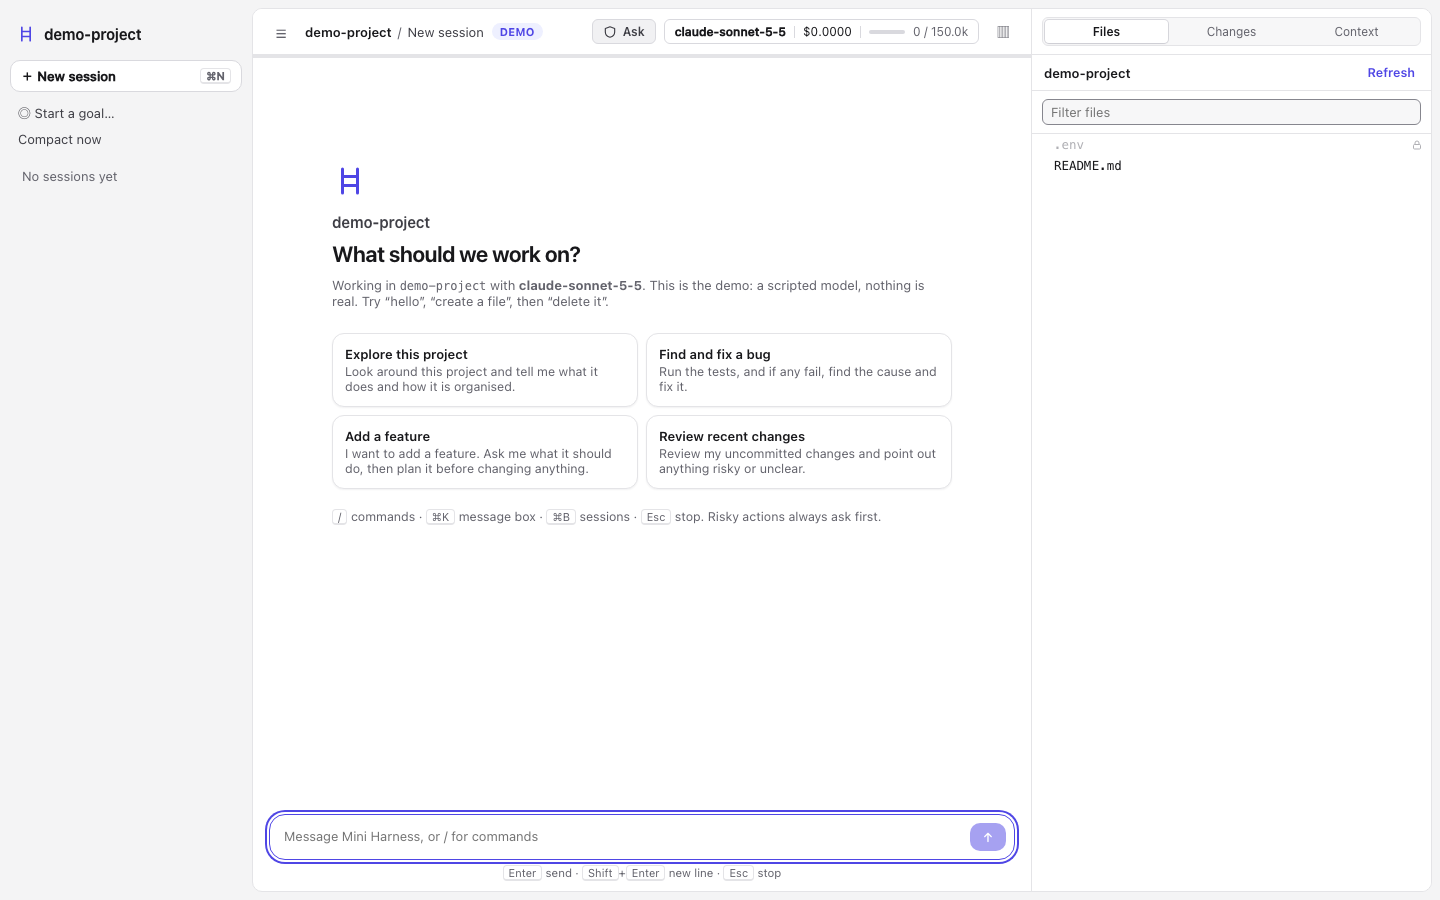 demo-project
+ New session ⌘N
Start a goal...
Compact now
No sessions yet
demo-project / New session DEMO
Ask
claude-sonnet-5-5 $0.0000 0 / 150.0k
demo-project
What should we work on?
Working in demo-project with claude-sonnet-5-5. This is the demo: a scripted model, nothing is
real. Try “hello”, “create a file”, then “delete it”.
Explore this project
Look around this project and tell me what it
does and how it is organised.
Find and fix a bug
Run the tests, and if any fail, find the cause and
fix it.
Add a feature
I want to add a feature. Ask me what it should
do, then plan it before changing anything.
Review recent changes
Review my uncommitted changes and point out
anything risky or unclear.
/ commands · ⌘K message box · ⌘B sessions · Esc stop. Risky actions always ask first.
Message Mini Harness, or / for commands
Enter send · Shift+Enter new line · Esc stop
Files Changes Context
demo-project Refresh
Filter files
.env
README.md